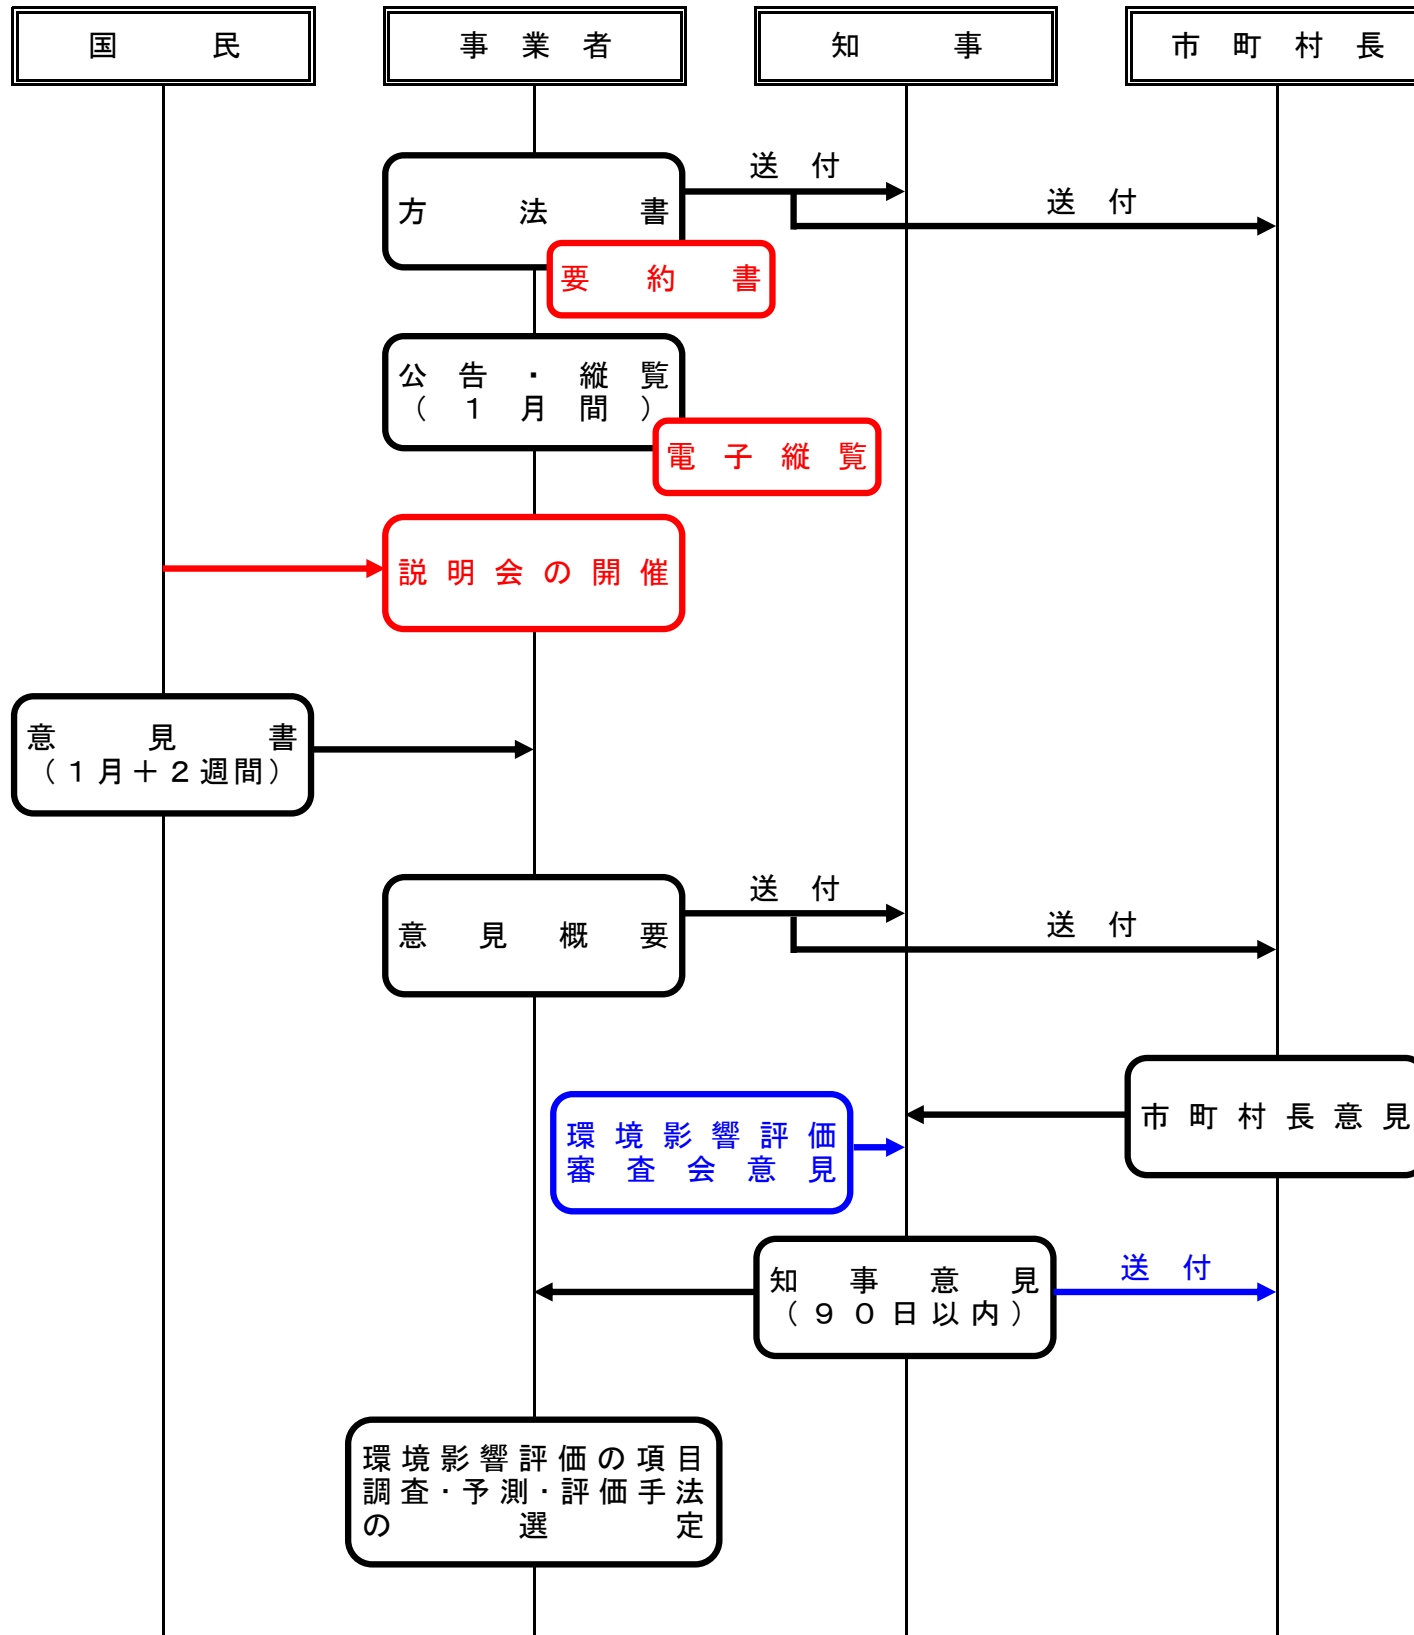 国民
事業者
知事
市町村長
送付
方法書
送付
要約書
公告・縦覧
(1月間)
電子縦覧
説明会の開催
意見書
(1月+2週間)
送付
意見概要
送付
市町村長意見
環境影響評価
審査会意見
送付
知事意見
(90日以内)
環境影響評価の項目
調査・予測・評価手法
の選定